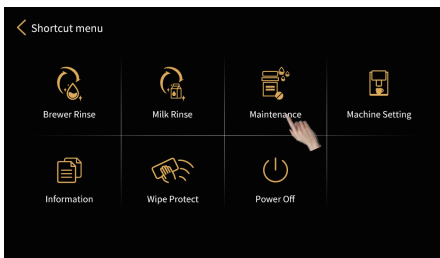 Shortcut menu
Brewer Rinse
Milk Rinse
Maintenance
Machine Setting
Information
Wipe Protect
Power Off